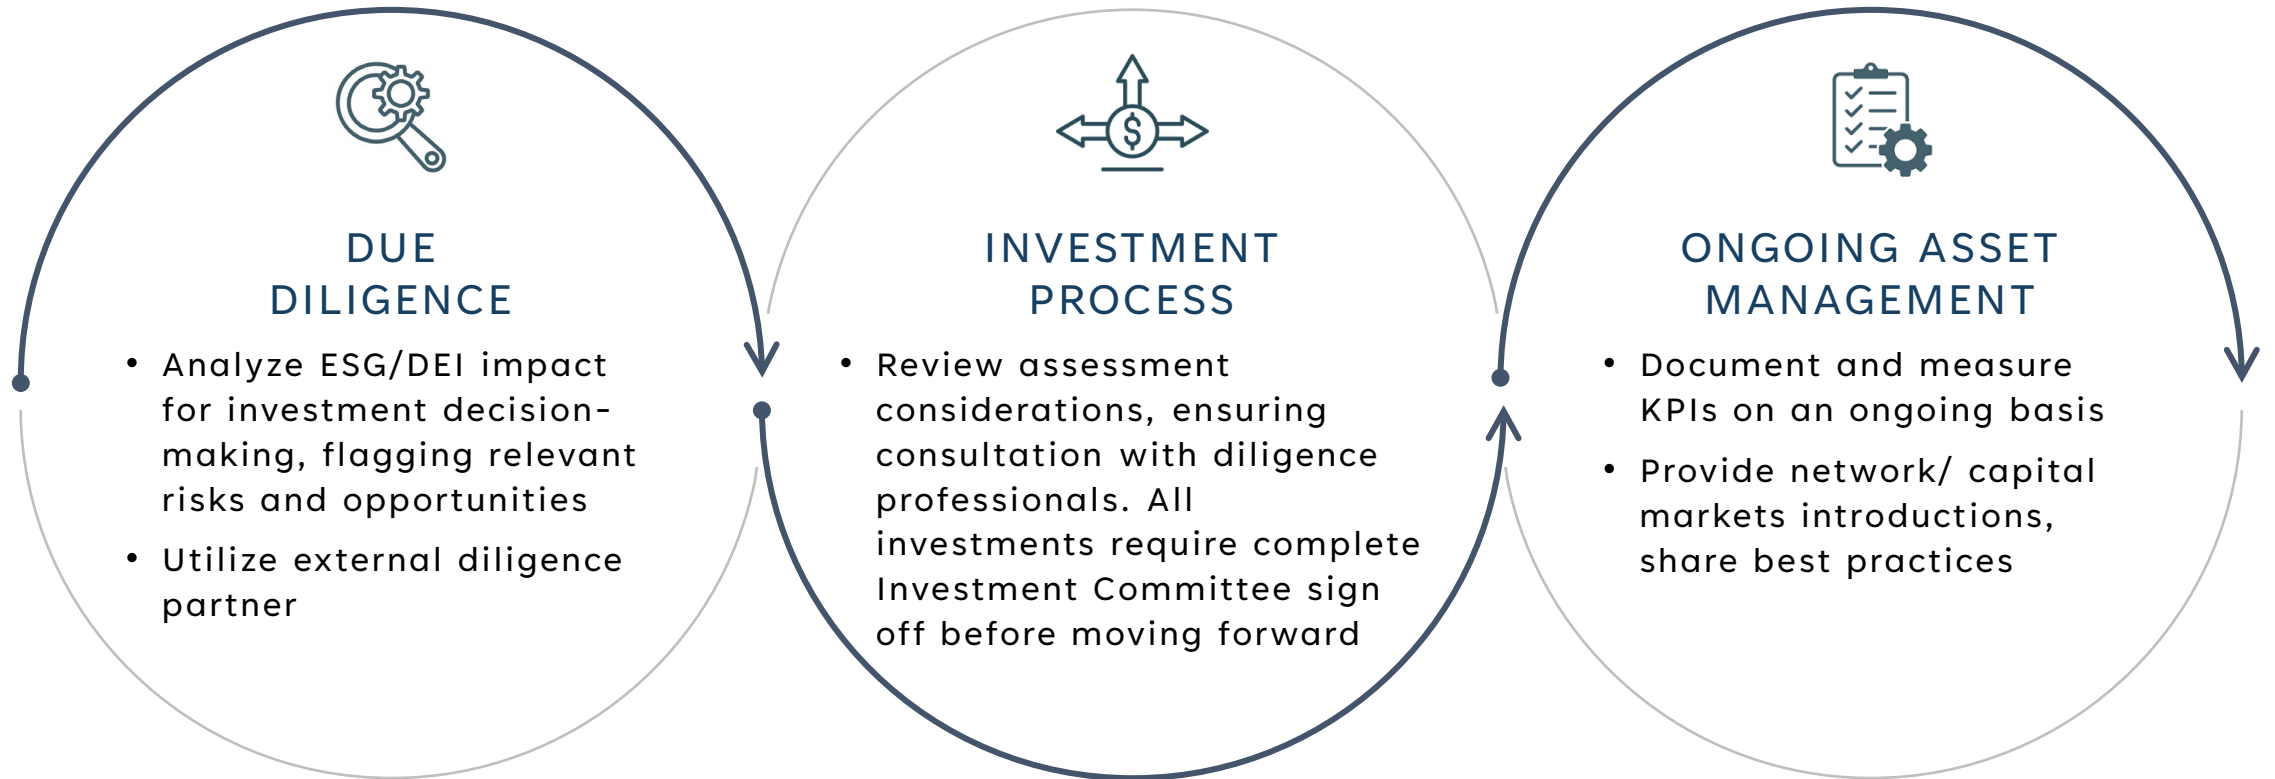 DUE
DILIGENCE
• Analyze ESG/DEI impact
for investment decision-
making, flagging relevant
risks and opportunities
• Utilize external diligence
partner
$
INVESTMENT
PROCESS
• Review assessment
considerations, ensuring
consultation with diligence
professionals. All
investments require complete
Investment Committee sign
off before moving forward
ONGOING ASSET
MANAGEMENT
• Document and measure
KPIs on an ongoing basis
• Provide network/ capital
markets introductions,
share best practices